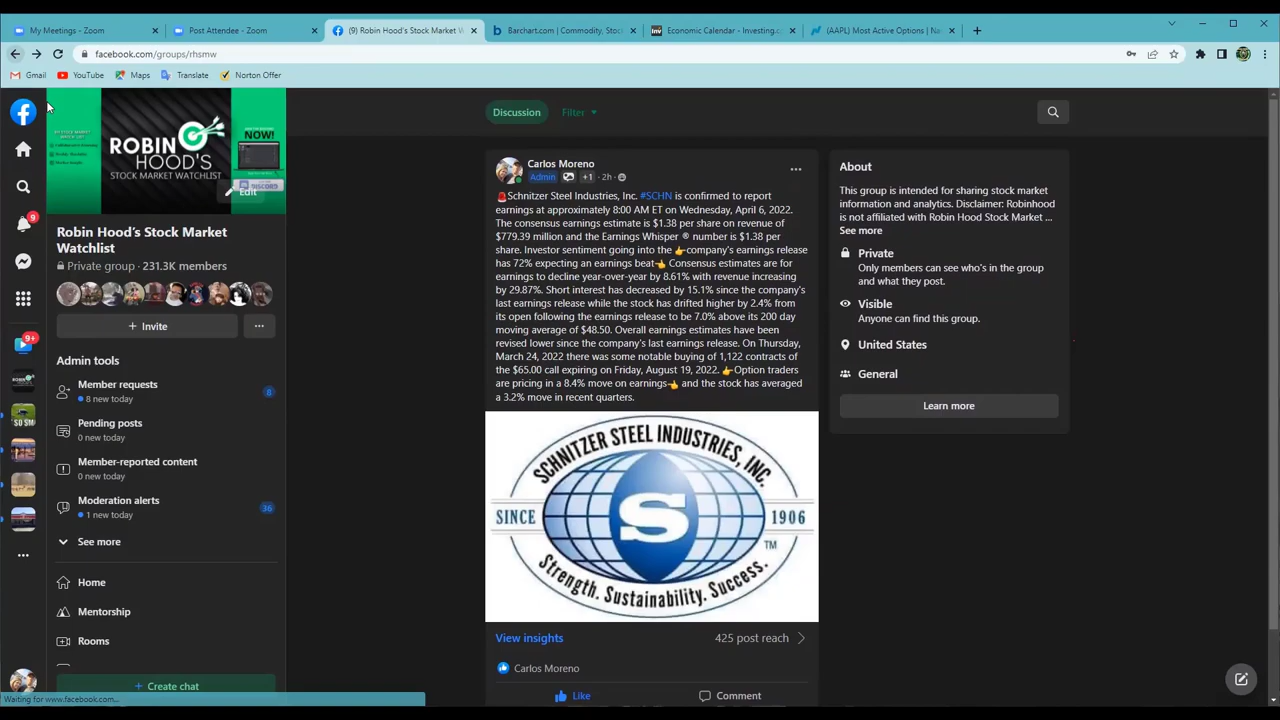 My Meetings - Zoom
Post Attendee - Zoom
(9) Robin Hood's Stock Market W
Barchart.com | Commodity, Stoc
Economic Calendar - Investing.c
(AAPL) Most Active Options | Na
facebook.com/groups/rhsmw
Gmail
YouTube
Maps
Translate
Norton Offer
ROBIN
HOOD'S
STOCK MARKET WATCHLIST
NOW!
DISCORD
Edit
Robin Hood's Stock Market
Watchlist
Private group · 231.3K members
+ Invite
Admin tools
Member requests
8 new today
8
Pending posts
0 new today
Member-reported content
0 new today
Moderation alerts
1 new today
36
See more
Home
Mentorship
Rooms
+ Create chat
9
9+
Waiting for www.facebook.com...
Discussion
Filter
Carlos Moreno
Admin +1 · 2h ·
🚨Schnitzer Steel Industries, Inc. #SCHN is confirmed to report
earnings at approximately 8:00 AM ET on Wednesday, April 6, 2022.
The consensus earnings estimate is $1.38 per share on revenue of
$779.39 million and the Earnings Whisper ® number is $1.38 per
share. Investor sentiment going into the 👉company's earnings release
has 72% expecting an earnings beat👈 Consensus estimates are for
earnings to decline year-over-year by 8.61% with revenue increasing
by 29.87%. Short interest has decreased by 15.1% since the company's
last earnings release while the stock has drifted higher by 2.4% from
its open following the earnings release to be 7.0% above its 200 day
moving average of $48.50. Overall earnings estimates have been
revised lower since the company's last earnings release. On Thursday,
March 24, 2022 there was some notable buying of 1,122 contracts of
the $65.00 call expiring on Friday, August 19, 2022. 👉Option traders
are pricing in a 8.4% move on earnings👈 and the stock has averaged
a 3.2% move in recent quarters.
SCHNITZER STEEL INDUSTRIES, INC.
SINCE
S
1906
TM
Strength. Sustainability. Success.
View insights
425 post reach
Carlos Moreno
Like
Comment
About
This group is intended for sharing stock market
information and analytics. Disclaimer: Robinhood
is not affiliated with Robin Hood Stock Market ...
See more
Private
Only members can see who's in the group
and what they post.
Visible
Anyone can find this group.
United States
General
Learn more